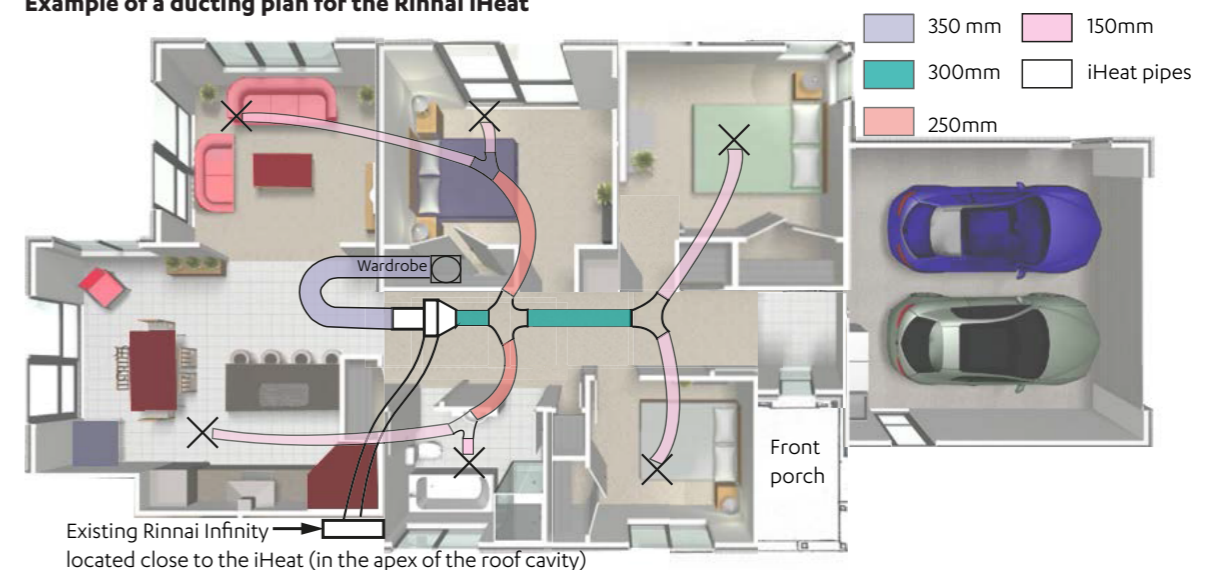 Example of a ducting plan for the Rinnai iHeat
350 mm
150mm
300mm
iHeat pipes
250mm
Wardrobe
Front
porch
Existing Rinnai Infinity
located close to the iHeat (in the apex of the roof cavity)